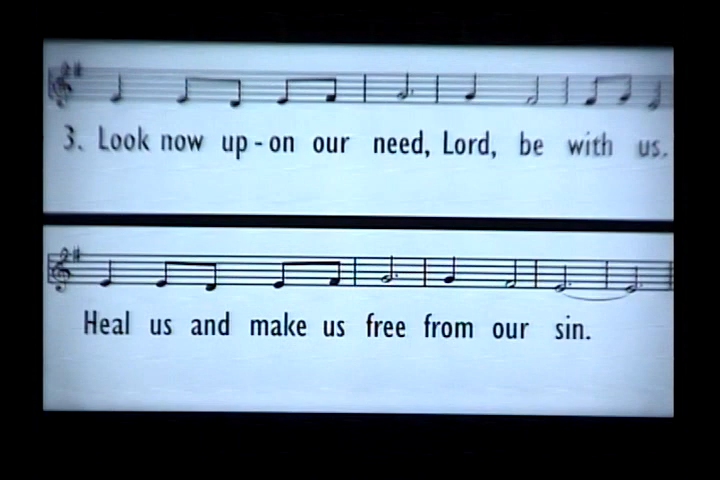 3. Look now up - on our need, Lord, be with us.
Heal us and make us free from our sin.